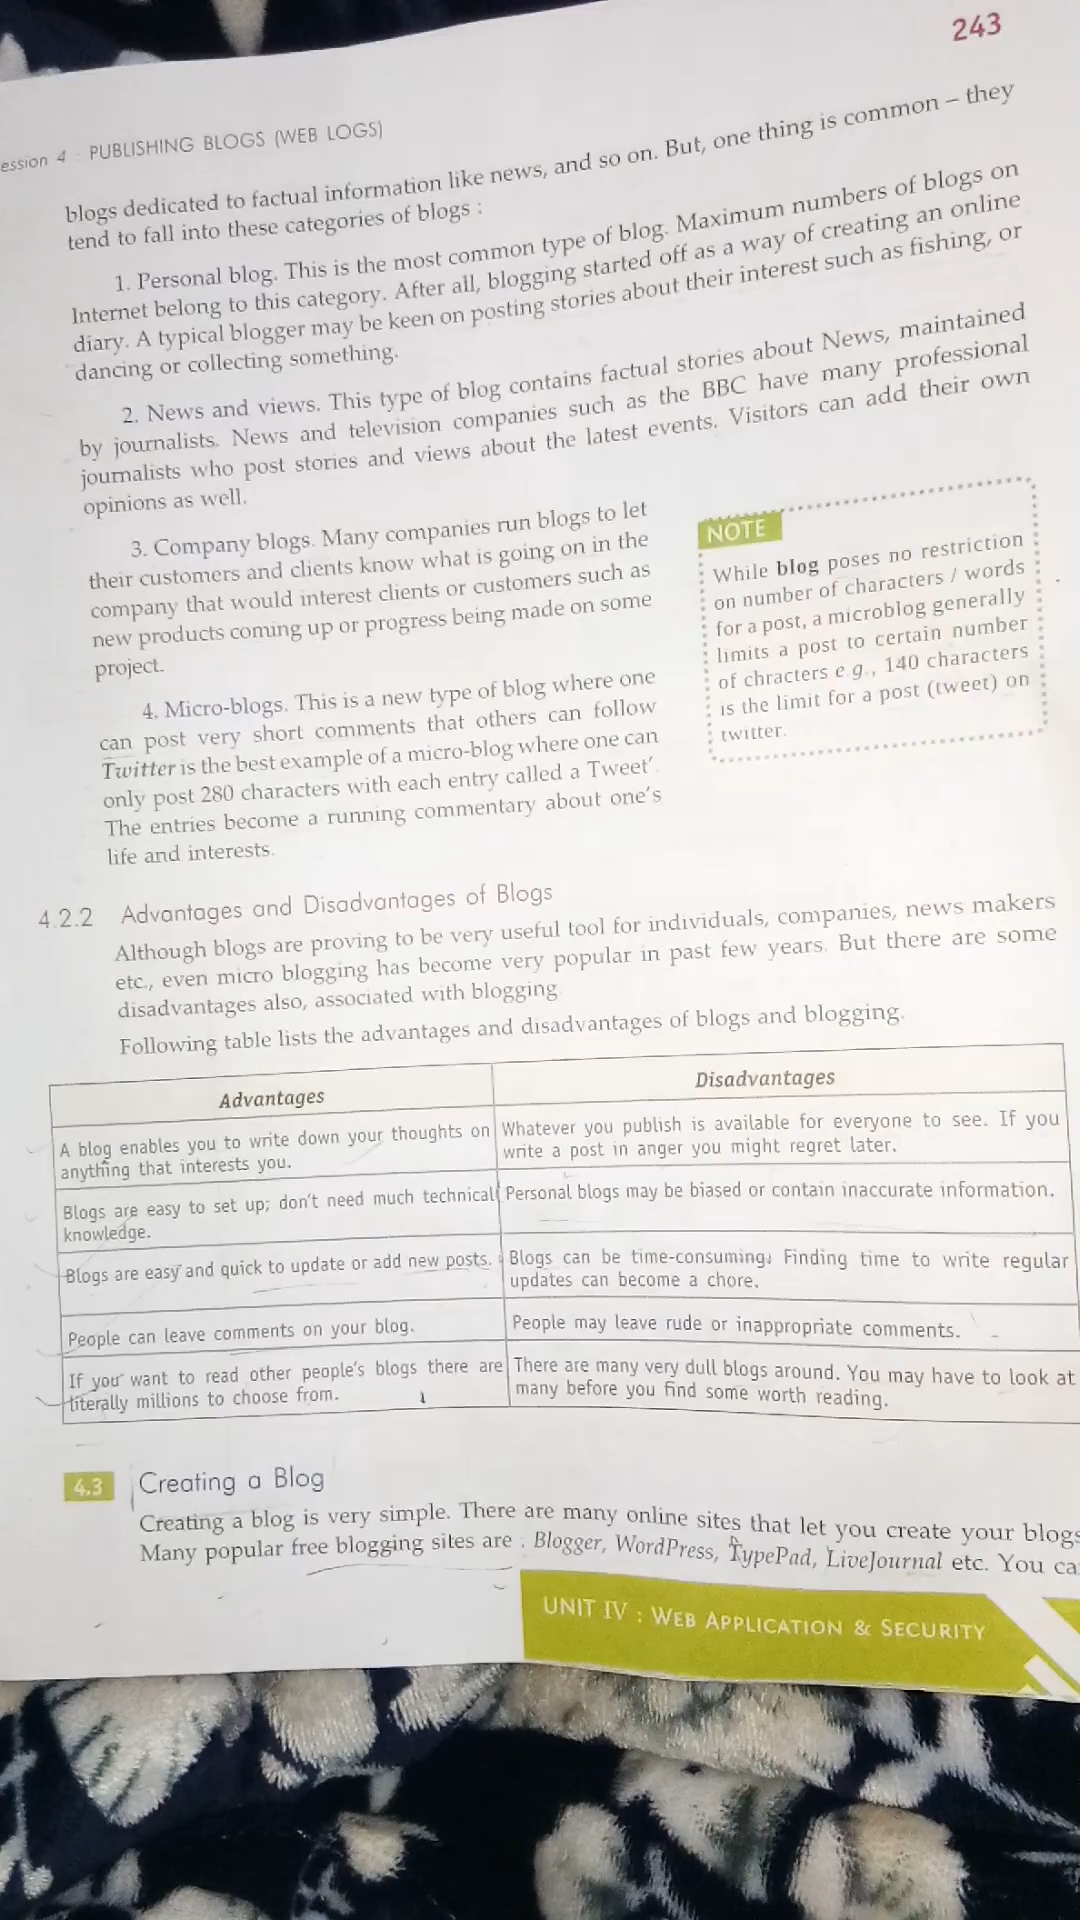 243
ession 4 : PUBLISHING BLOGS (WEB LOGS)
blogs dedicated to factual information like news, and so on. But, one thing is common – they
tend to fall into these categories of blogs :
1. Personal blog. This is the most common type of blog. Maximum numbers of blogs on
Internet belong to this category. After all, blogging started off as a way of creating an online
diary. A typical blogger may be keen on posting stories about their interest such as fishing, or
dancing or collecting something.
2. News and views. This type of blog contains factual stories about News, maintained
by journalists. News and television companies such as the BBC have many professional
journalists who post stories and views about the latest events. Visitors can add their own
opinions as well.
3. Company blogs. Many companies run blogs to let
their customers and clients know what is going on in the
company that would interest clients or customers such as
new products coming up or progress being made on some
project.
4. Micro-blogs. This is a new type of blog where one
can post very short comments that others can follow
Twitter is the best example of a micro-blog where one can
only post 280 characters with each entry called a Tweet'.
The entries become a running commentary about one's
life and interests.
NOTE
While blog poses no restriction
on number of characters / words
for a post, a microblog generally
limits a post to certain number
of chracters e.g., 140 characters
is the limit for a post (tweet) on
twitter.
4.2.2 Advantages and Disadvantages of Blogs
Although blogs are proving to be very useful tool for individuals, companies, news makers
etc., even micro blogging has become very popular in past few years. But there are some
disadvantages also, associated with blogging.
Following table lists the advantages and disadvantages of blogs and blogging.
Advantages
Disadvantages
A blog enables you to write down your thoughts on
anything that interests you.
Whatever you publish is available for everyone to see. If you
write a post in anger you might regret later.
Blogs are easy to set up; don't need much technical
knowledge.
Personal blogs may be biased or contain inaccurate information.
Blogs are easy and quick to update or add new posts.
Blogs can be time-consuming. Finding time to write regular
updates can become a chore.
People can leave comments on your blog.
People may leave rude or inappropriate comments.
If you want to read other people's blogs there are
literally millions to choose from.
There are many very dull blogs around. You may have to look at
many before you find some worth reading.
4.3 Creating a Blog
Creating a blog is very simple. There are many online sites that let you create your blogs
Many popular free blogging sites are : Blogger, WordPress, TypePad, LiveJournal etc. You ca
UNIT IV : WEB APPLICATION & SECURITY